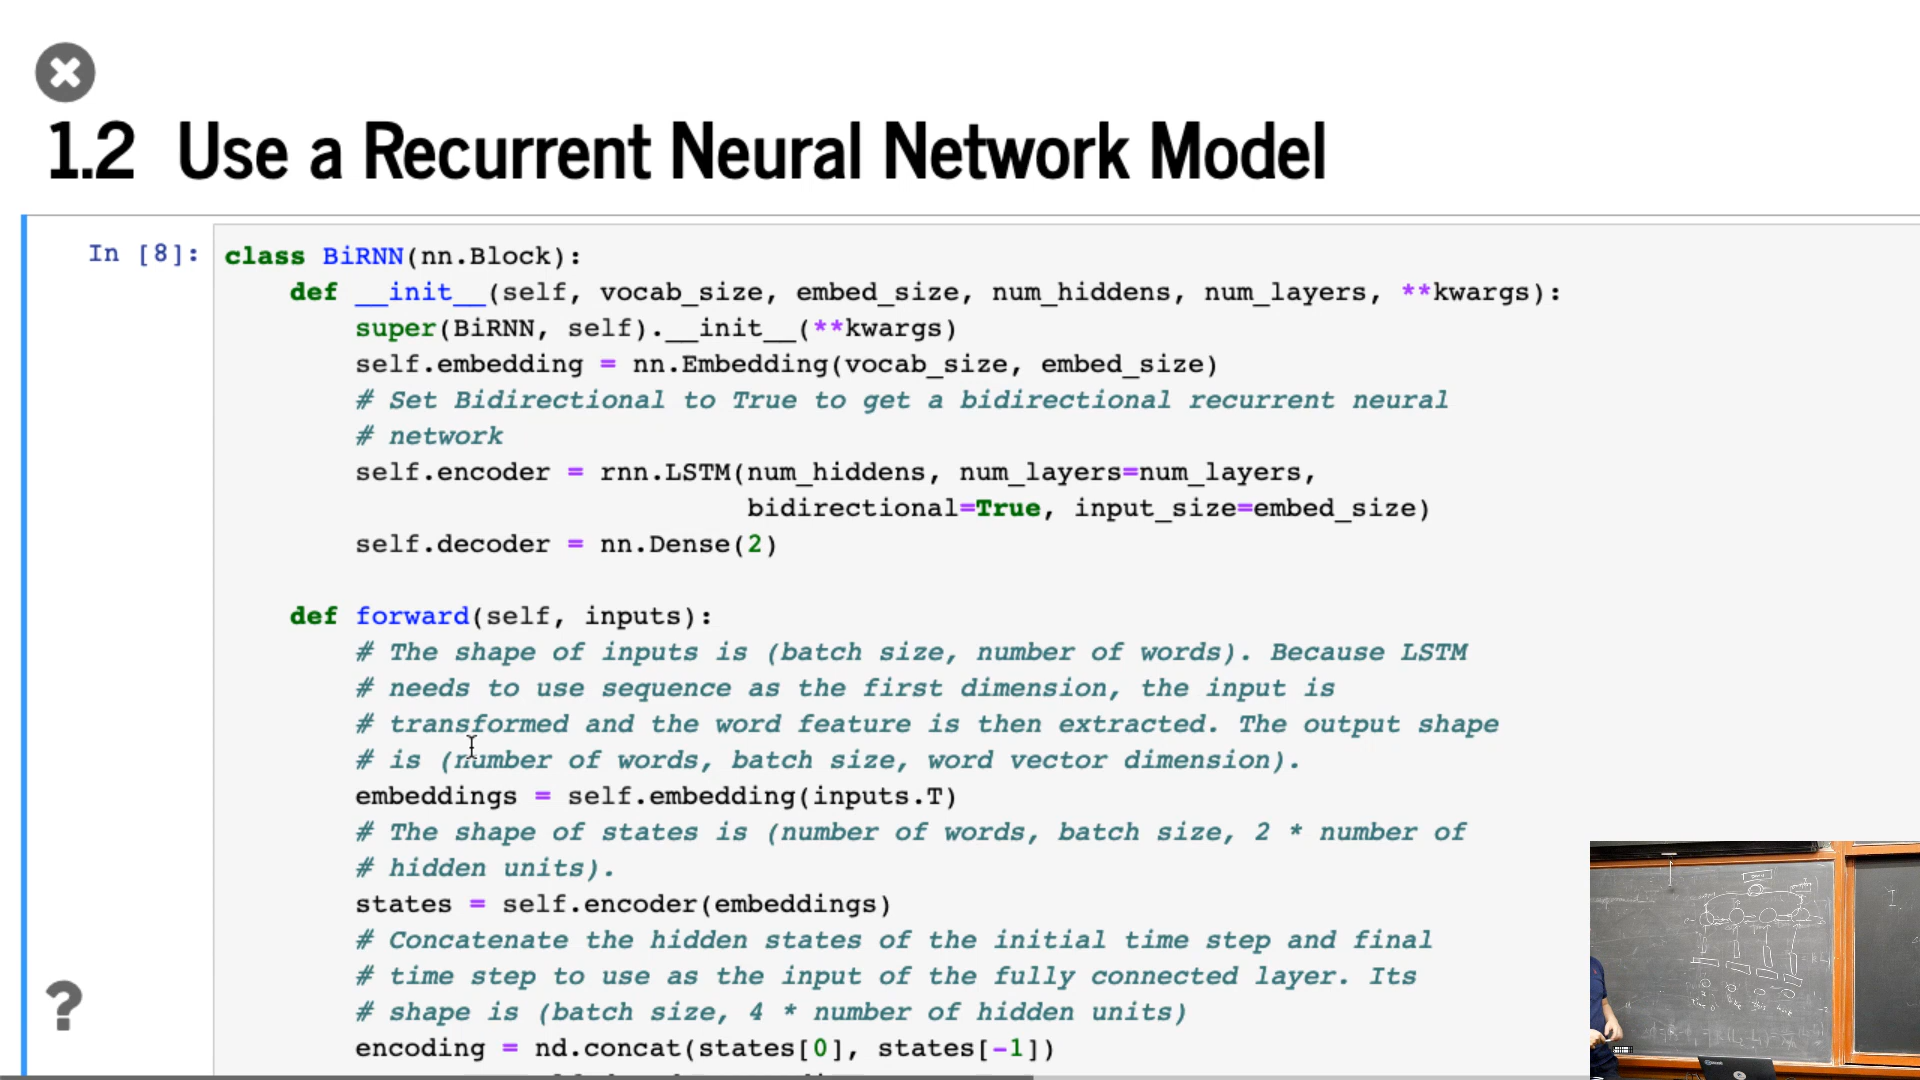 1.2 Use a Recurrent Neural Network Model
In [8]:
class BiRNN(nn.Block):
    def __init__(self, vocab_size, embed_size, num_hiddens, num_layers, **kwargs):
        super(BiRNN, self).__init__(**kwargs)
        self.embedding = nn.Embedding(vocab_size, embed_size)
        # Set Bidirectional to True to get a bidirectional recurrent neural
        # network
        self.encoder = rnn.LSTM(num_hiddens, num_layers=num_layers,
                                bidirectional=True, input_size=embed_size)
        self.decoder = nn.Dense(2)
    def forward(self, inputs):
        # The shape of inputs is (batch size, number of words). Because LSTM
        # needs to use sequence as the first dimension, the input is
        # transformed and the word feature is then extracted. The output shape
        # is (number of words, batch size, word vector dimension).
        embeddings = self.embedding(inputs.T)
        # The shape of states is (number of words, batch size, 2 * number of
        # hidden units).
        states = self.encoder(embeddings)
        # Concatenate the hidden states of the initial time step and final
        # time step to use as the input of the fully connected layer. Its
        # shape is (batch size, 4 * number of hidden units)
        encoding = nd.concat(states[0], states[-1])
?